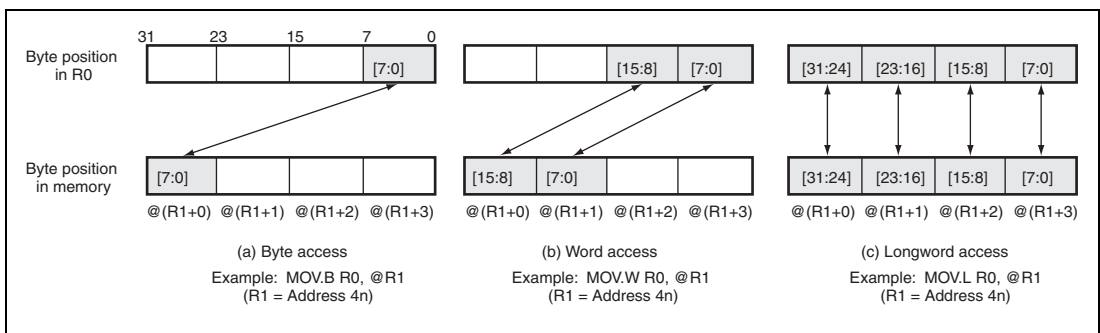 31 23 15 7 0
Byte position
in R0
[7:0]
[15:8] [7:0]
[31:24] [23:16] [15:8] [7:0]
Byte position
in memory
[7:0]
[15:8] [7:0]
[31:24] [23:16] [15:8] [7:0]
@(R1+0) @(R1+1) @(R1+2) @(R1+3)
@(R1+0) @(R1+1) @(R1+2) @(R1+3)
@(R1+0) @(R1+1) @(R1+2) @(R1+3)
(a) Byte access
Example: MOV.B R0, @R1
(R1 = Address 4n)
(b) Word access
Example: MOV.W R0, @R1
(R1 = Address 4n)
(c) Longword access
Example: MOV.L R0, @R1
(R1 = Address 4n)